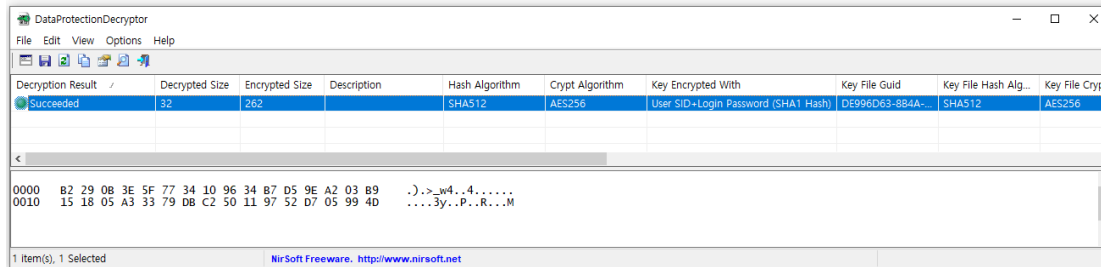 DataProtectionDecryptor
File Edit View Options Help
Decryption Result / Decrypted Size Encrypted Size Description Hash Algorithm Crypt Algorithm Key Encrypted With Key File Guid Key File Hash Alg... Key File Cryp
Succeeded 32 262 SHA512 AES256 User SID+Login Password (SHA1 Hash) DE996D63-8B4A-... SHA512 AES256
0000 B2 29 0B 3E 5F 77 34 10 96 34 B7 D5 9E A2 03 B9 .).>_w4..4......
0010 15 18 05 A3 33 79 DB C2 50 11 97 52 D7 05 99 4D ....3y..P..R...M
1 item(s), 1 Selected NirSoft Freeware. http://www.nirsoft.net